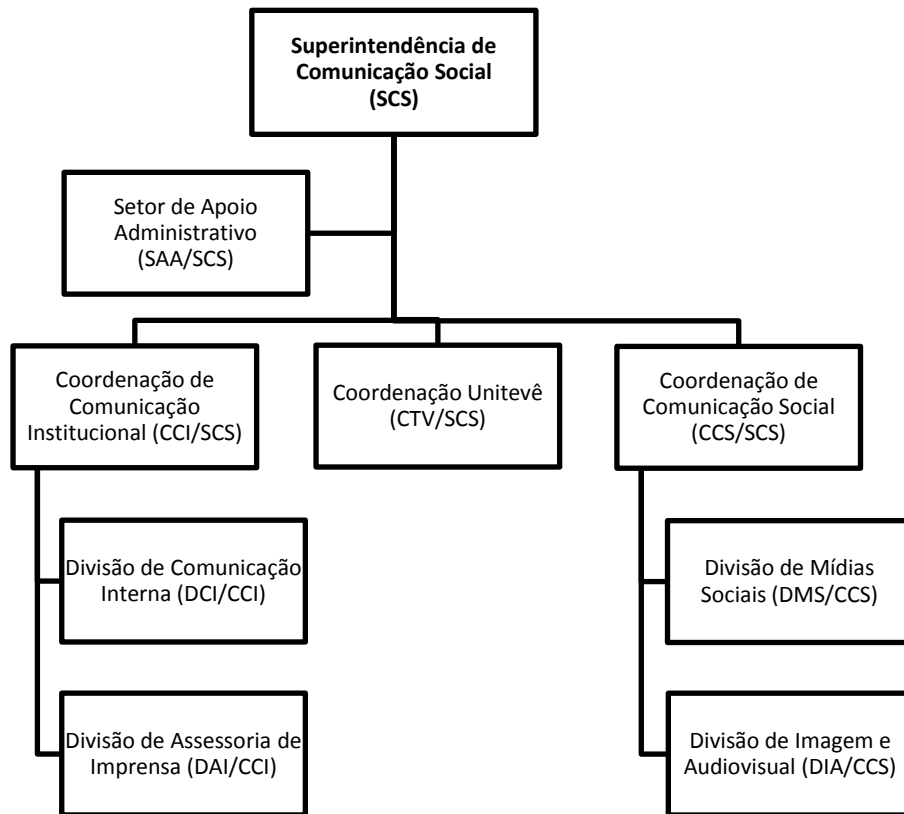 Superintendência de
Comunicação Social
(SCS)
Setor de Apoio
Administrativo
(SAA/SCS)
Coordenação de
Comunicação
Institucional (CCI/SCS)
Coordenação Unitevê
(CTV/SCS)
Coordenação de
Comunicação Social
(CCS/SCS)
Divisão de Comunicação
Interna (DCI/CCI)
Divisão de Mídias
Sociais (DMS/CCS)
Divisão de Assessoria de
Imprensa (DAI/CCI)
Divisão de Imagem e
Audiovisual (DIA/CCS)